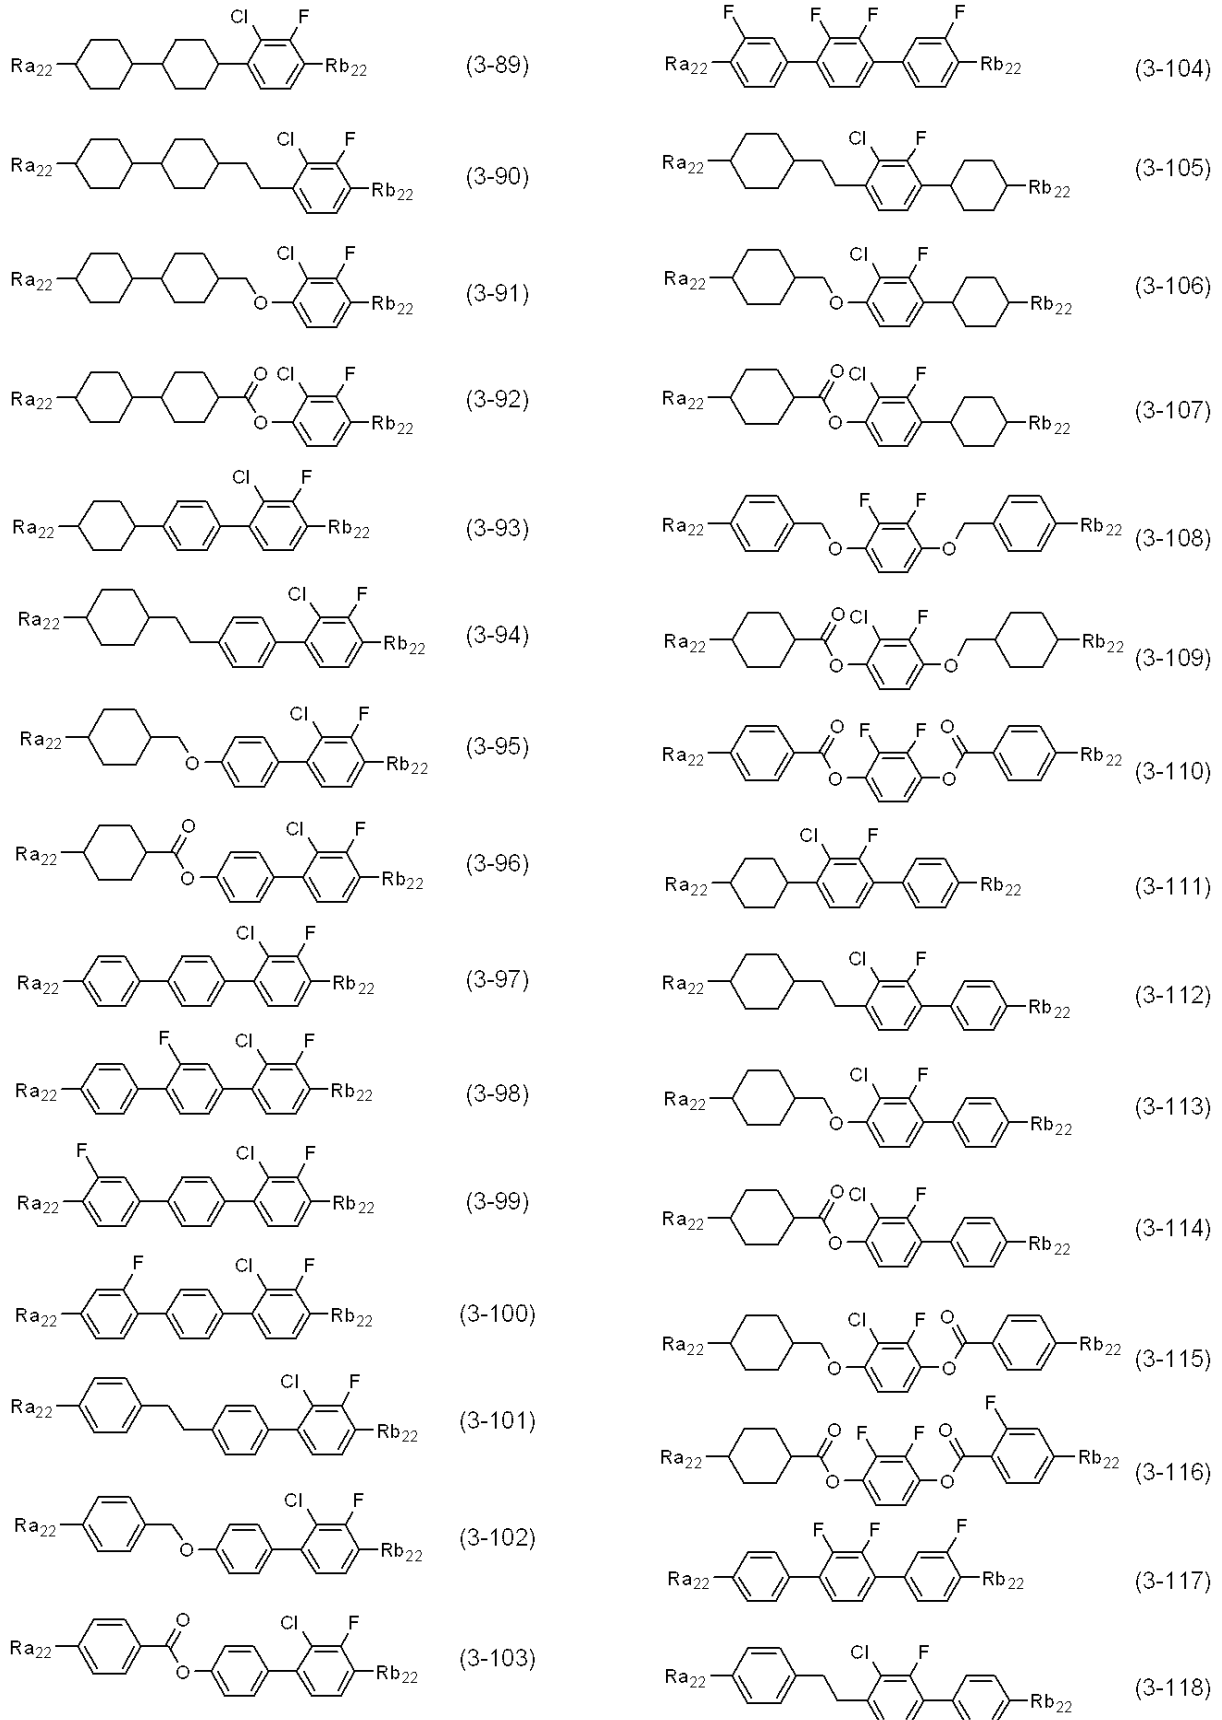 Cl F
Ra22 Rb22 (3-89)
Cl F
Ra22 Rb22 (3-90)
Cl F
Ra22 O Rb22 (3-91)
O Cl F
Ra22 O Rb22 (3-92)
Cl F
Ra22 Rb22 (3-93)
Cl F
Ra22 Rb22 (3-94)
Cl F
Ra22 O Rb22 (3-95)
O Cl F
Ra22 O Rb22 (3-96)
Cl F
Ra22 Rb22 (3-97)
F Cl F
Ra22 Rb22 (3-98)
F Cl F
Ra22 Rb22 (3-99)
F Cl F
Ra22 Rb22 (3-100)
Cl F
Ra22 Rb22 (3-101)
Cl F
Ra22 O Rb22 (3-102)
O Cl F
Ra22 O Rb22 (3-103)
F F F F
Ra22 Rb22 (3-104)
Cl F
Ra22 Rb22 (3-105)
Cl F
Ra22 O Rb22 (3-106)
O Cl F
Ra22 O Rb22 (3-107)
F F
Ra22 O O Rb22 (3-108)
O Cl F
Ra22 O O Rb22 (3-109)
O F F O
Ra22 O O Rb22 (3-110)
Cl F
Ra22 Rb22 (3-111)
Cl F
Ra22 Rb22 (3-112)
Cl F
Ra22 O Rb22 (3-113)
O Cl F
Ra22 O Rb22 (3-114)
Cl F O
Ra22 O O Rb22 (3-115)
O F F O F
Ra22 O O Rb22 (3-116)
F F F
Ra22 Rb22 (3-117)
Cl F
Ra22 Rb22 (3-118)